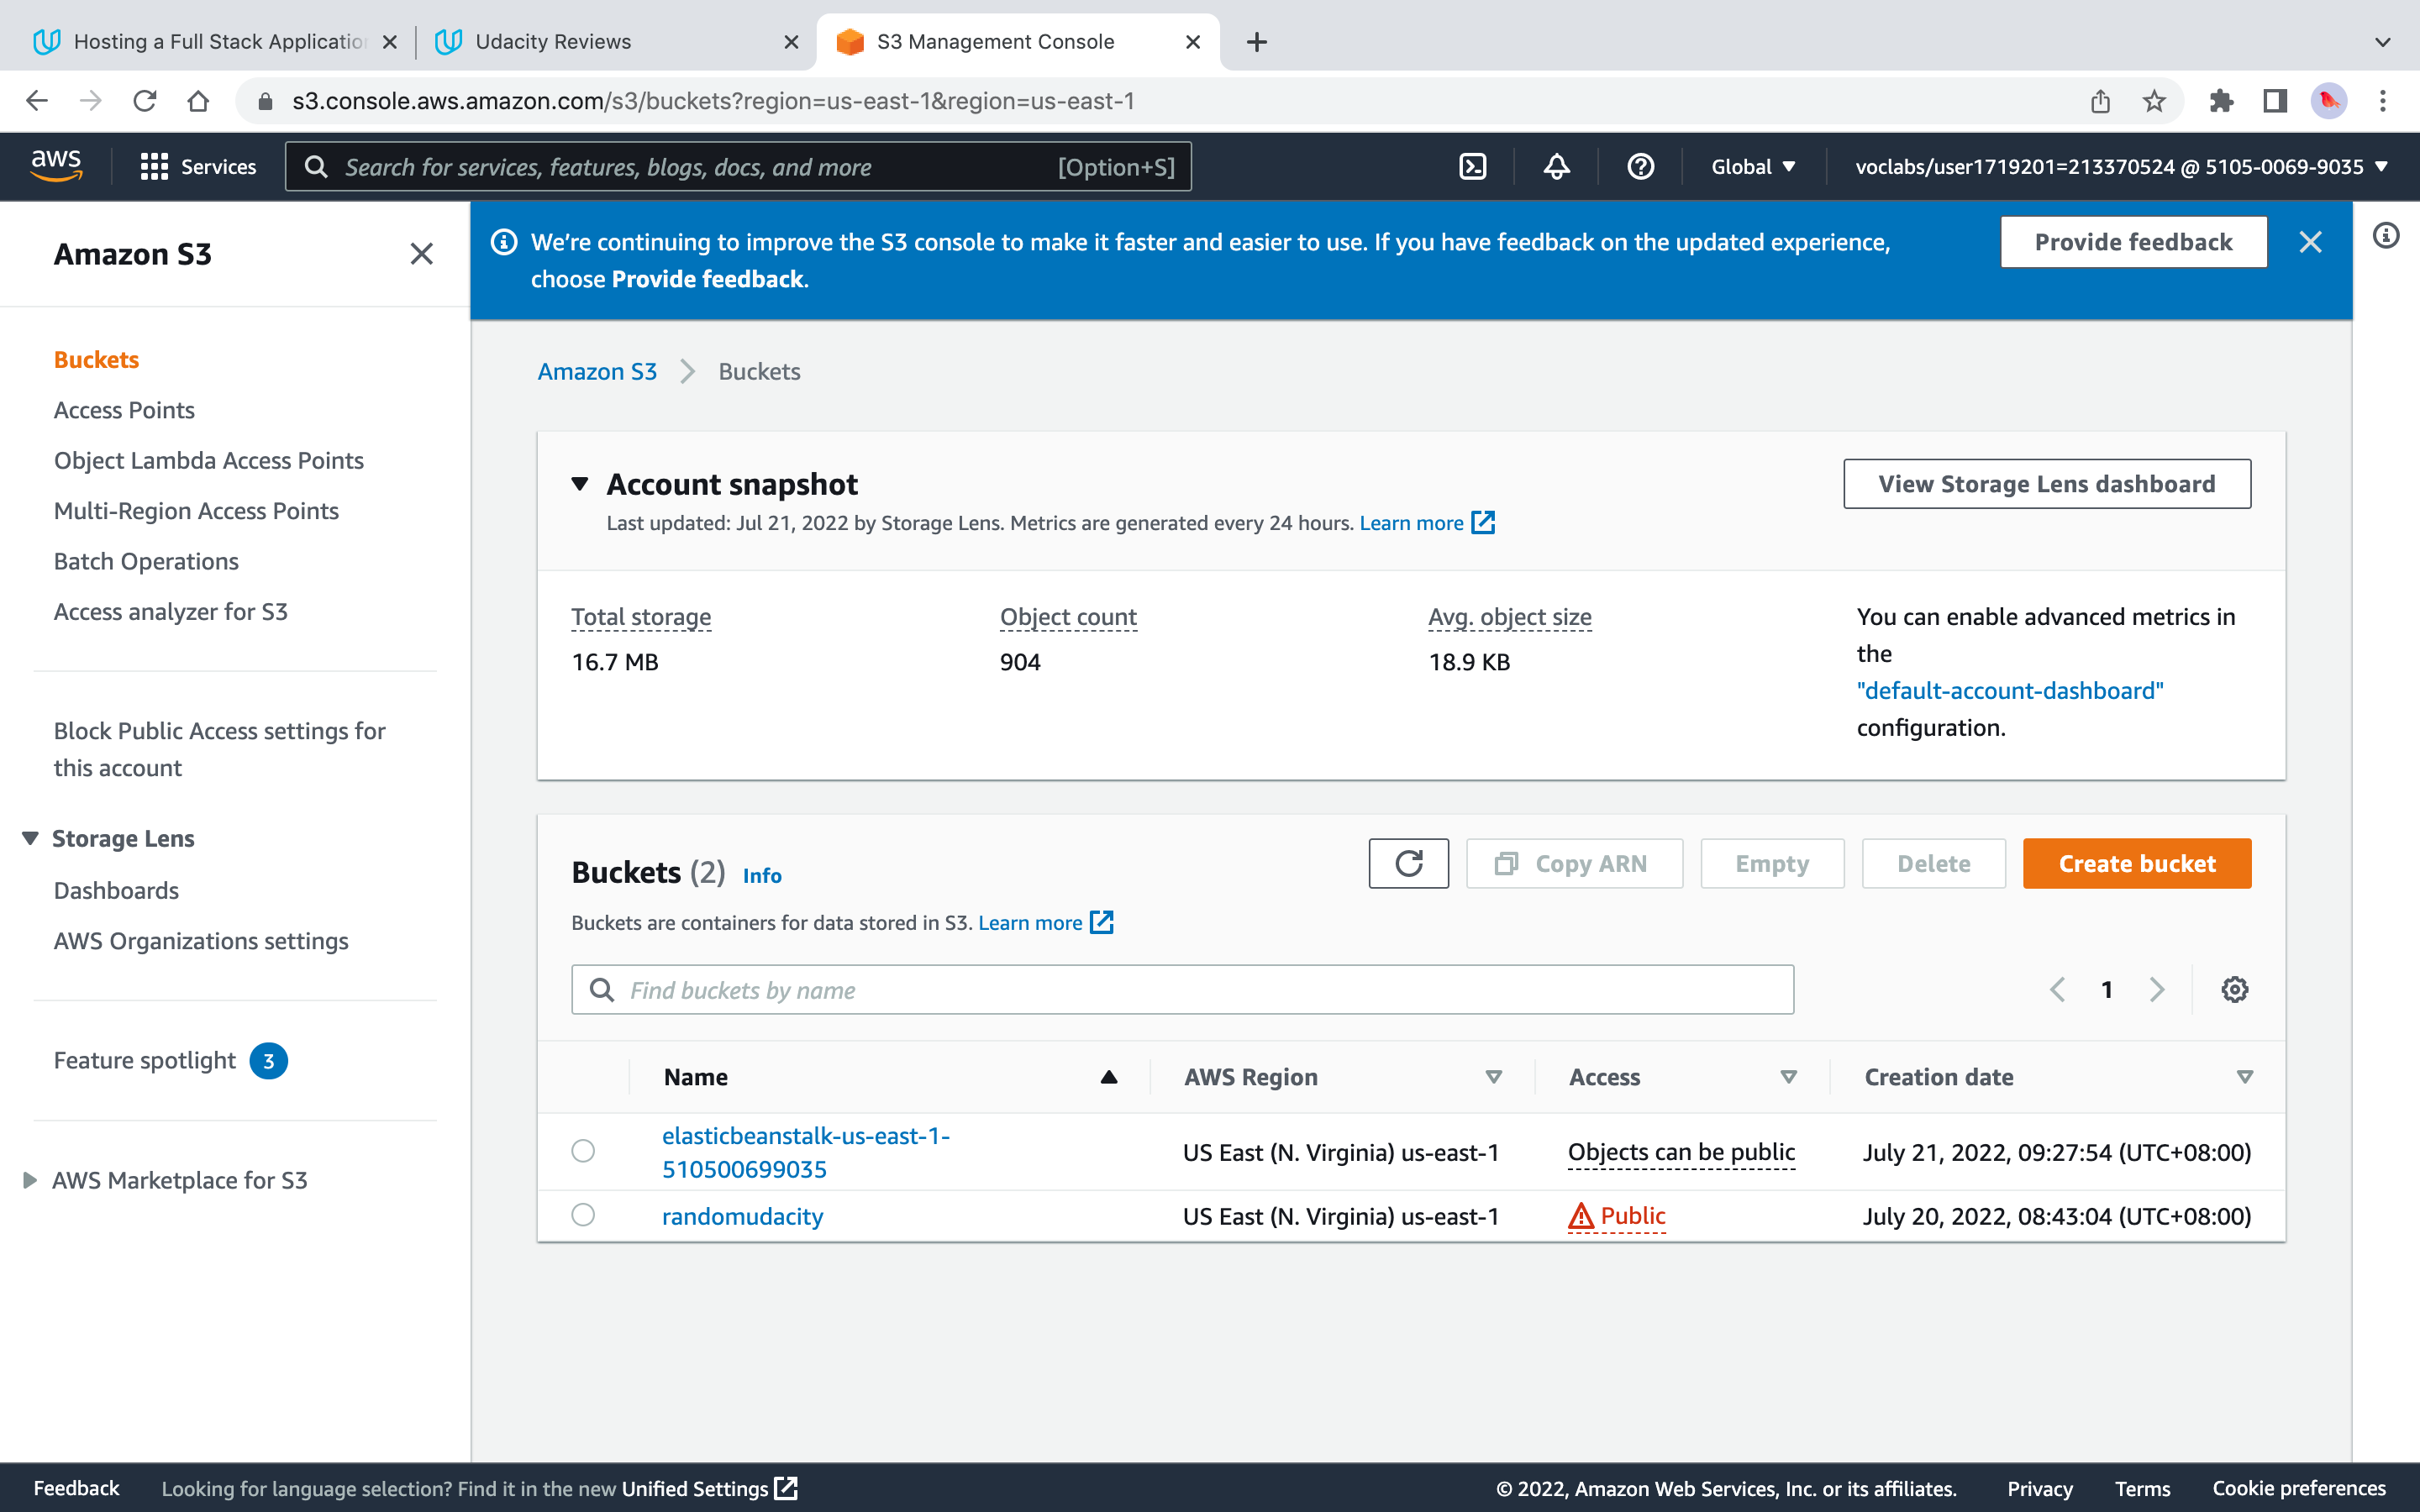 Hosting a Full Stack Application
Udacity Reviews
S3 Management Console
s3.console.aws.amazon.com/s3/buckets?region=us-east-1&region=us-east-1
aws
Services
Search for services, features, blogs, docs, and more
[Option+S]
Global
voclabs/user1719201=213370524 @ 5105-0069-9035
Amazon S3
Buckets
Access Points
Object Lambda Access Points
Multi-Region Access Points
Batch Operations
Access analyzer for S3
Block Public Access settings for
this account
Storage Lens
Dashboards
AWS Organizations settings
Feature spotlight 3
AWS Marketplace for S3
We're continuing to improve the S3 console to make it faster and easier to use. If you have feedback on the updated experience,
choose Provide feedback.
Provide feedback
Amazon S3
Buckets
Account snapshot
Last updated: Jul 21, 2022 by Storage Lens. Metrics are generated every 24 hours. Learn more
View Storage Lens dashboard
Total storage
16.7 MB
Object count
904
Avg. object size
18.9 KB
You can enable advanced metrics in
the
"default-account-dashboard"
configuration.
Buckets (2) Info
Copy ARN
Empty
Delete
Create bucket
Buckets are containers for data stored in S3. Learn more
Find buckets by name
1
Name
AWS Region
Access
Creation date
elasticbeanstalk-us-east-1-
510500699035
US East (N. Virginia) us-east-1
Objects can be public
July 21, 2022, 09:27:54 (UTC+08:00)
randomudacity
US East (N. Virginia) us-east-1
Public
July 20, 2022, 08:43:04 (UTC+08:00)
Feedback
Looking for language selection? Find it in the new Unified Settings
© 2022, Amazon Web Services, Inc. or its affiliates.
Privacy
Terms
Cookie preferences